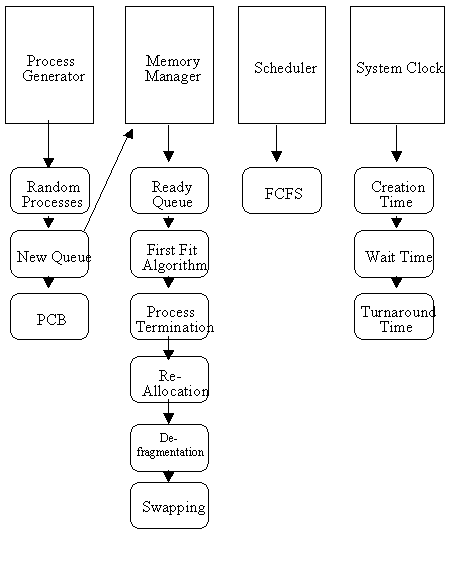 Process
Generator
Memory
Manager
Scheduler
System Clock
Random
Processes
New Queue
PCB
Ready
Queue
First Fit
Algorithm
Process
Termination
Re-
Allocation
De-
fragmentation
Swapping
FCFS
Creation
Time
Wait Time
Turnaround
Time